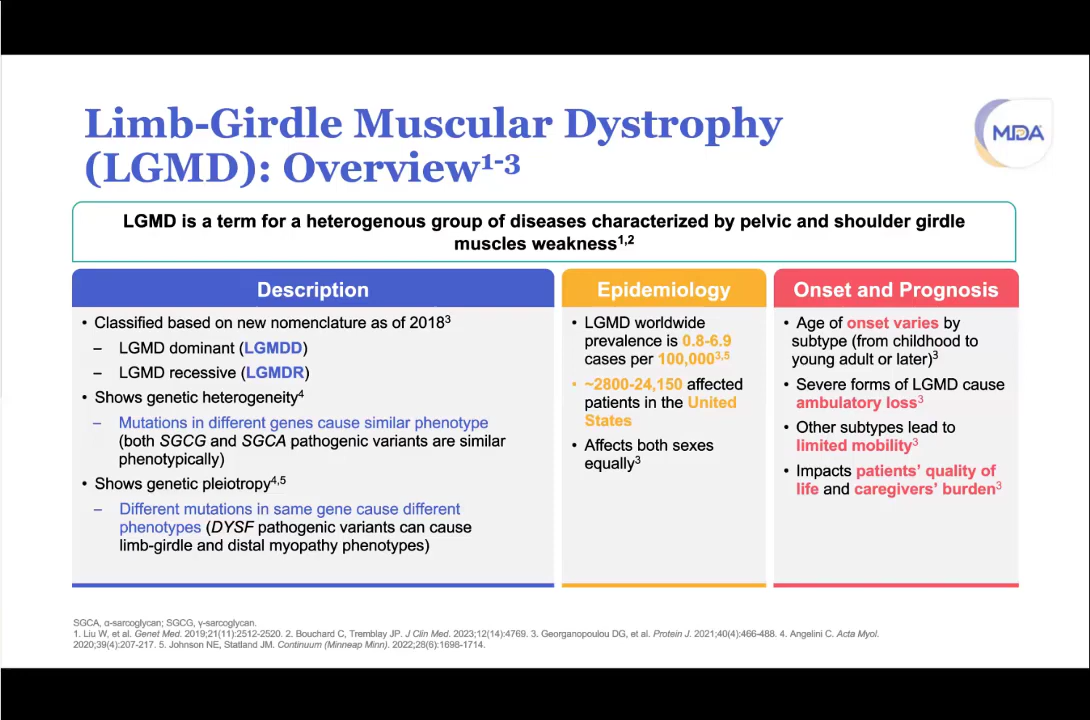 Limb-Girdle Muscular Dystrophy
(LGMD): Overview¹⁻³
MDA
LGMD is a term for a heterogenous group of diseases characterized by pelvic and shoulder girdle
muscles weakness¹,²
Description
• Classified based on new nomenclature as of 2018³
– LGMD dominant (LGMDD)
– LGMD recessive (LGMDR)
• Shows genetic heterogeneity⁴
– Mutations in different genes cause similar phenotype
(both SGCG and SGCA pathogenic variants are similar
phenotypically)
• Shows genetic pleiotropy⁴,⁵
– Different mutations in same gene cause different
phenotypes (DYSF pathogenic variants can cause
limb-girdle and distal myopathy phenotypes)
Epidemiology
• LGMD worldwide
prevalence is 0.8-6.9
cases per 100,000³,⁵
• ~2800-24,150 affected
patients in the United
States
• Affects both sexes
equally³
Onset and Prognosis
• Age of onset varies by
subtype (from childhood to
young adult or later)³
• Severe forms of LGMD cause
ambulatory loss³
• Other subtypes lead to
limited mobility³
• Impacts patients’ quality of
life and caregivers’ burden³
SGCA, α-sarcoglycan; SGCG, γ-sarcoglycan.
1. Liu W, et al. Genet Med. 2019;21(11):2512-2520. 2. Bouchard C, Tremblay JP. J Clin Med. 2023;12(14):4769. 3. Georganopoulou DG, et al. Protein J. 2021;40(4):466-488. 4. Angelini C. Acta Myol.
2020;39(4):207-217. 5. Johnson NE, Statland JM. Continuum (Minneap Minn). 2022;28(6):1698-1714.